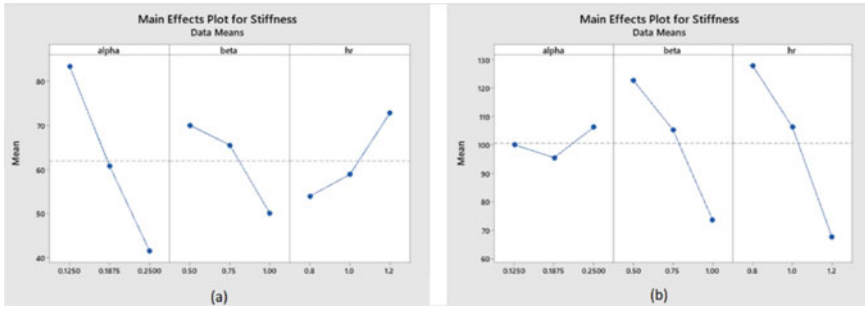 Main Effects Plot for Stiffness
Data Means
alpha beta hr
Mean
80
70
60
50
40
0.1250 0.1875 0.2500 0.50 0.75 1.00 0.8 1.0 1.2
(a)
Main Effects Plot for Stiffness
Data Means
alpha beta hr
Mean
130
120
110
100
90
80
70
60
0.1250 0.1875 0.2500 0.50 0.75 1.00 0.8 1.0 1.2
(b)